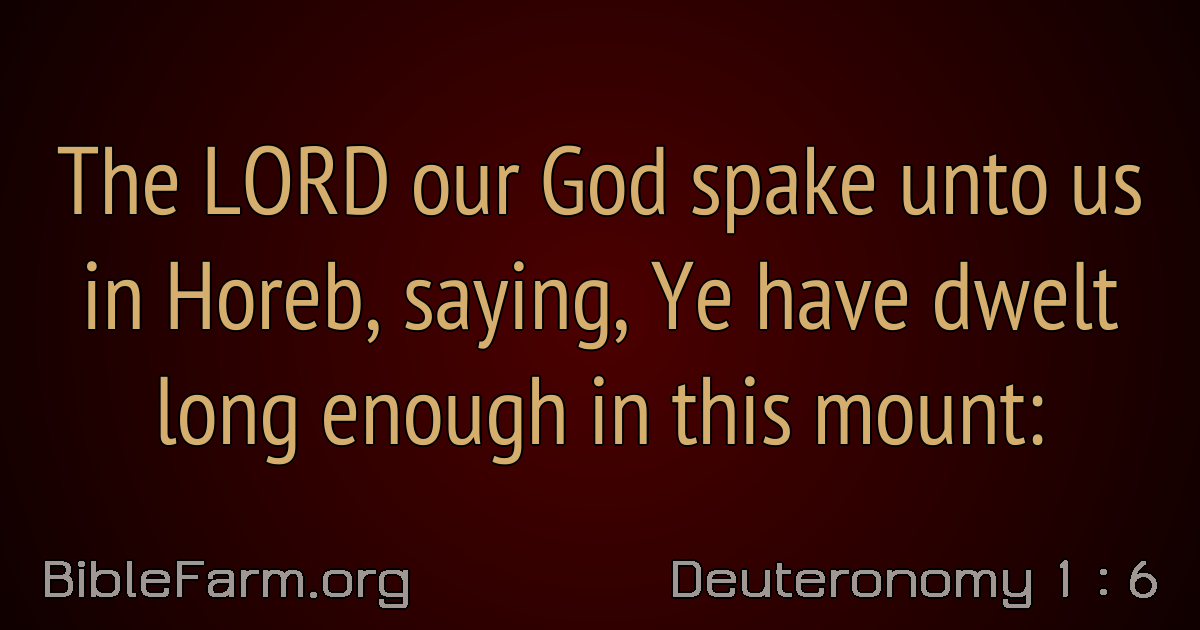 The LORD our God spake unto us
in Horeb, saying, Ye have dwelt
long enough in this mount:
BibleFarm.org
Deuteronomy 1 : 6